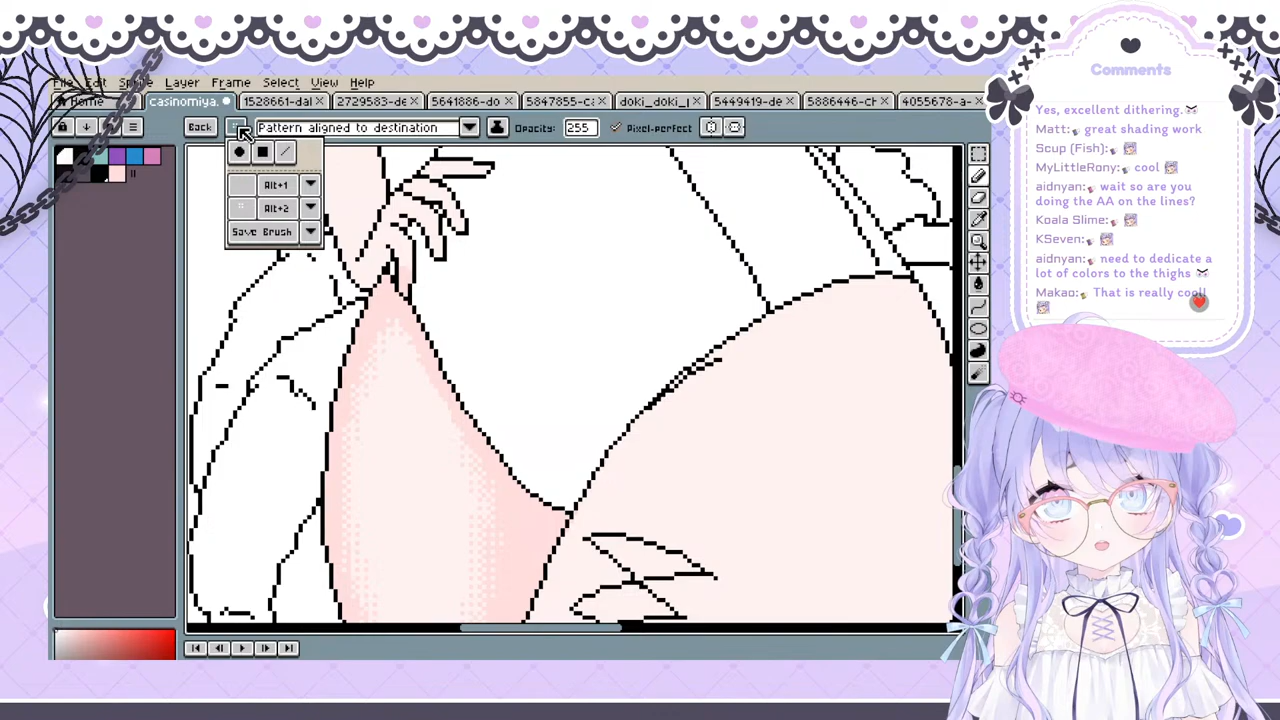 File Edit Sprite Layer Frame Select View Help
Home casinomiya. 1528661-dal 2729583-de 5641886-do 5847855-c doki_doki_ 5449419-de 5886446-ch 4055678-a-
Back Pattern aligned to destination Opacity: 255 Pixel-perfect
Alt+1
Alt+2
Save Brush
Comments
Yes, excellent dithering.
Matt: great shading work
Scup (Fish):
MyLittleRony: cool
aidnyan: wait so are you
doing the AA on the lines?
Koala Slime:
KSeven:
aidnyan: need to dedicate a
lot of colors to the thighs
Makao: That is really cool!